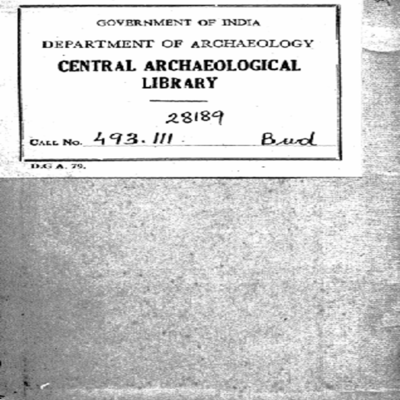 GOVERNMENT OF INDIA
DEPARTMENT OF ARCHAEOLOGY
CENTRAL ARCHAEOLOGICAL
LIBRARY
28189
CALL No. 493.111. Bud
D.G A. 79.